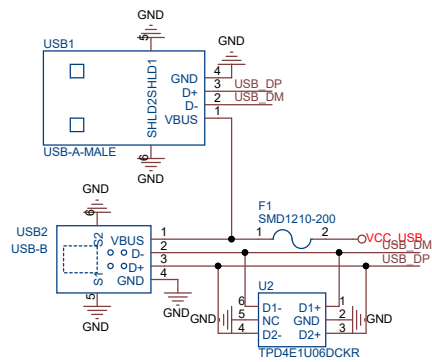 GND
5
USB1
SHLD2SHLD1
GND
GND 4
D+ 3 USB_DP
D- 2 USB_DM
VBUS 1
USB-A-MALE
6
GND
GND
6
USB2
USB-B
S2
S1
VBUS 1
D- 2
D+ 3
GND 4
5
GND
GND
F1
SMD1210-200
1 2
VCC_USB
USB_DM
USB_DP
U2
6 D1- D1+ 1
5 NC GND 2
4 D2- D2+ 3
GND
GND
TPD4E1U06DCKR